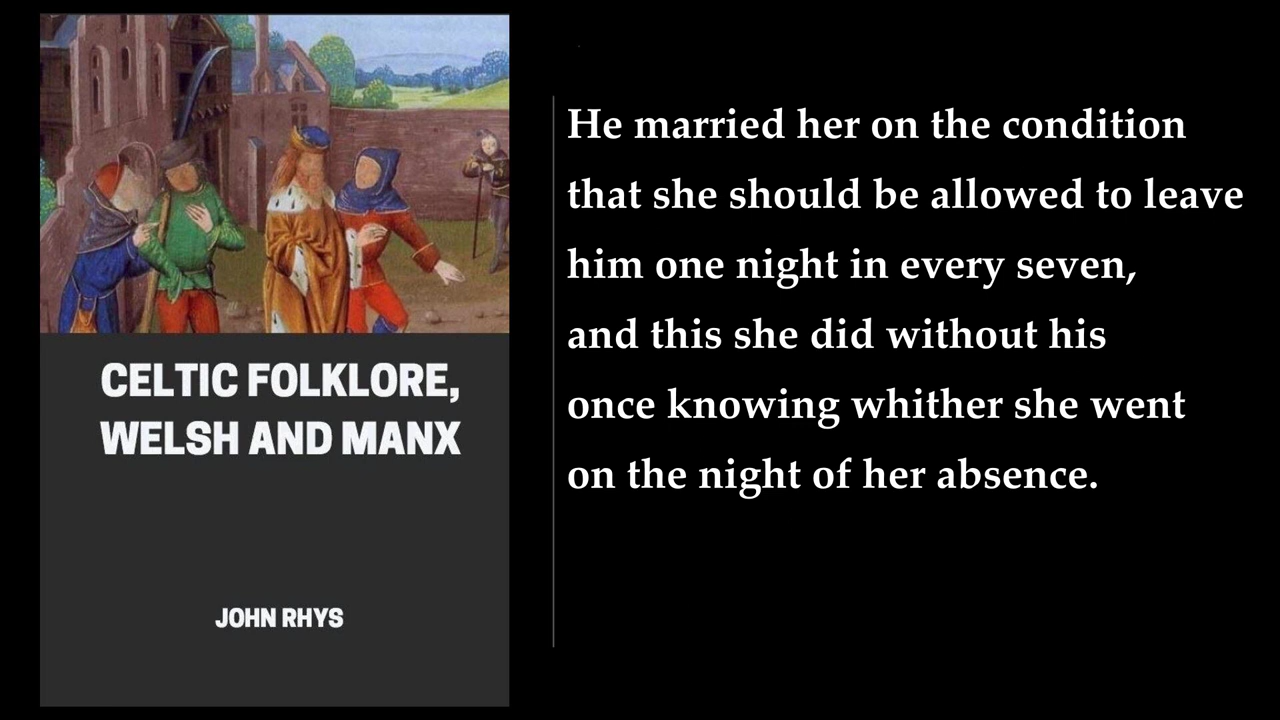 CELTIC FOLKLORE,
WELSH AND MANX
JOHN RHYS
He married her on the condition
that she should be allowed to leave
him one night in every seven,
and this she did without his
once knowing whither she went
on the night of her absence.